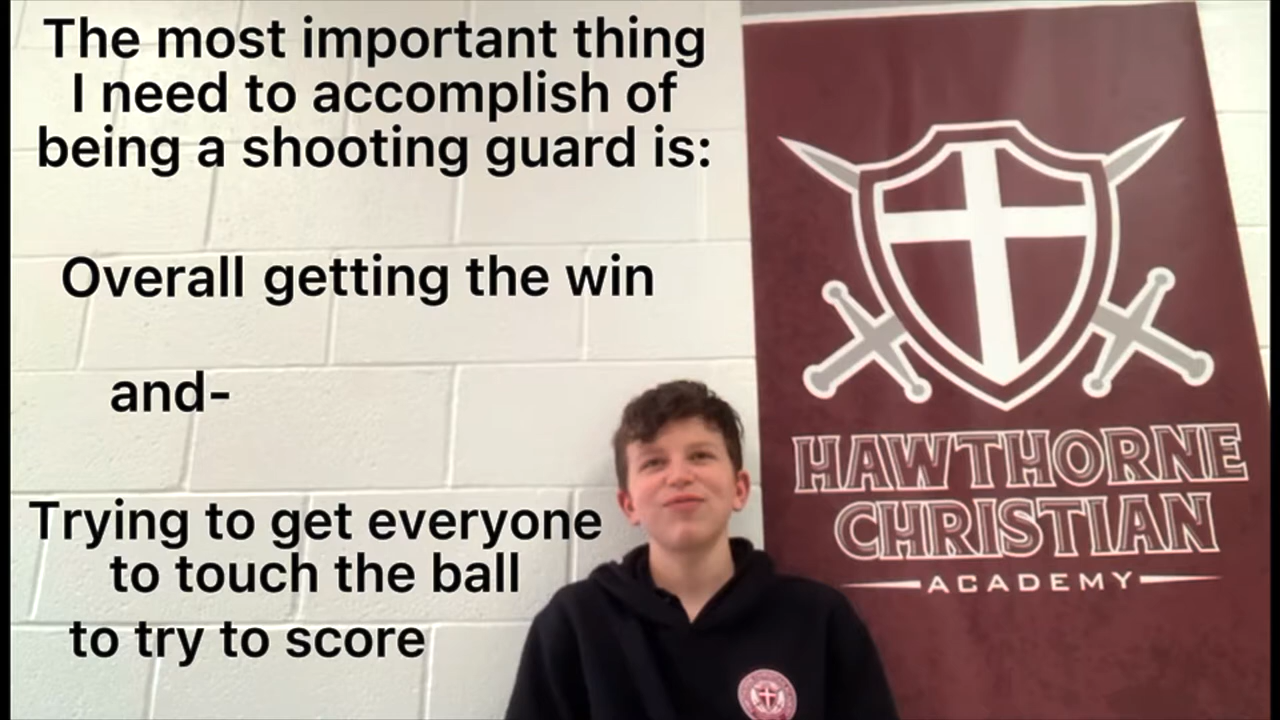 The most important thing
I need to accomplish of
being a shooting guard is:
Overall getting the win
and-
Trying to get everyone
to touch the ball
to try to score
HAWTHORNE
CHRISTIAN
ACADEMY